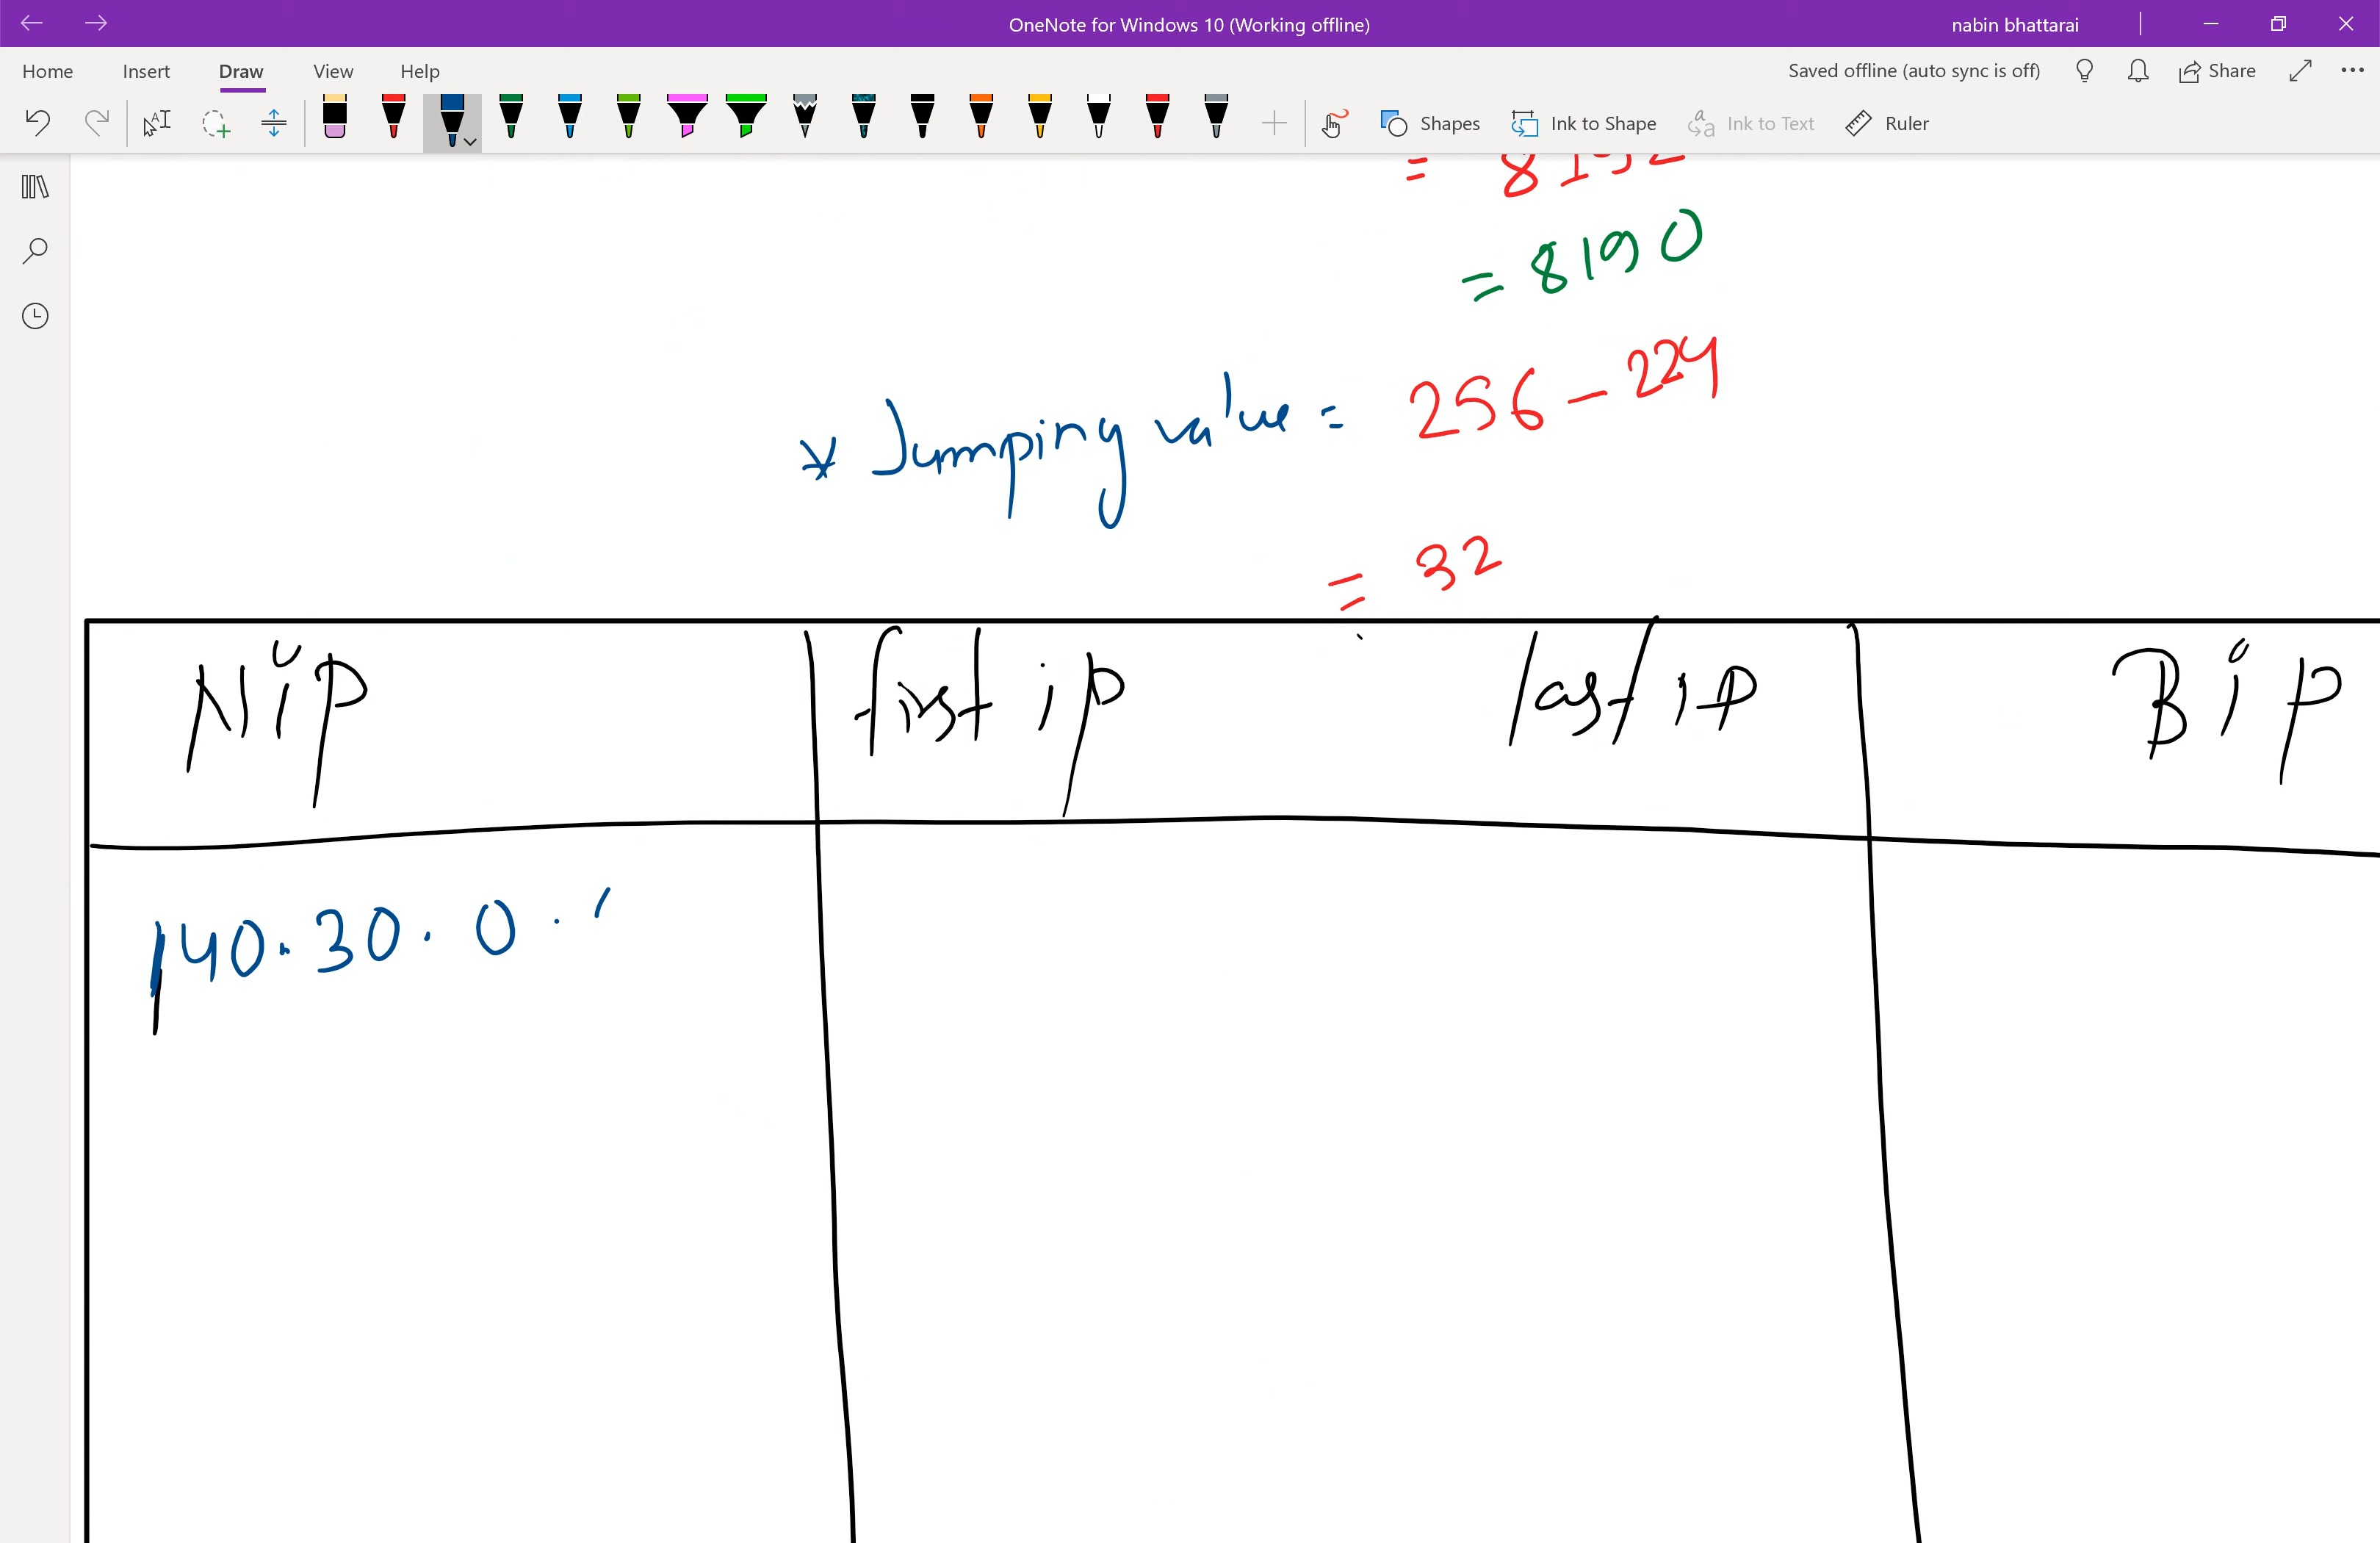 OneNote for Windows 10 (Working offline)
nabin bhattarai
Home Insert Draw View Help
Saved offline (auto sync is off)
Share
Shapes Ink to Shape Ink to Text Ruler
= 8192
= 8190
* Jumping value = 256 - 224
= 32
NiP first ip last ip BiP
140.30.0.